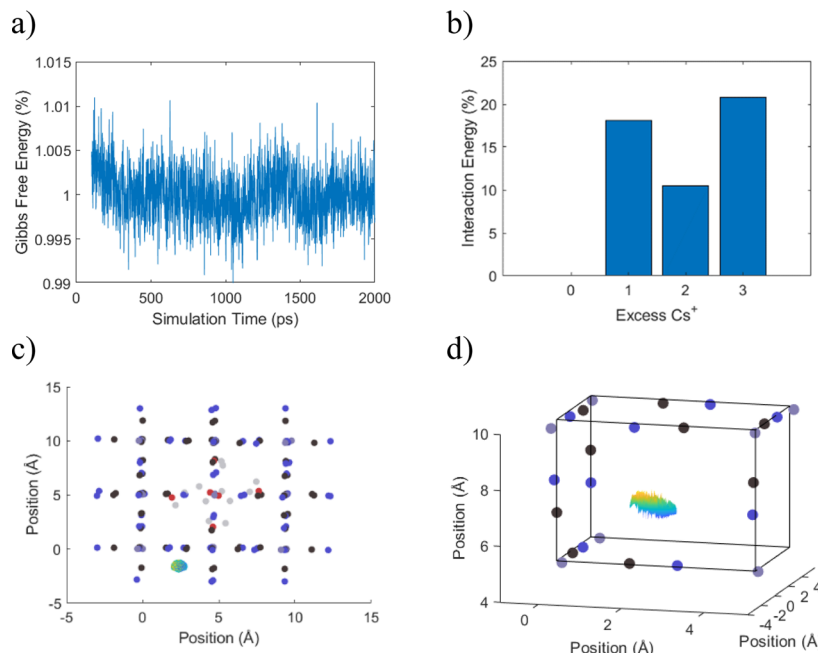 a)
Gibbs Free Energy (%)
1.015
1.01
1.005
1
0.995
0.99
0 500 1000 1500 2000
Simulation Time (ps)
b)
Interaction Energy (%)
25
20
15
10
5
0
0 1 2 3
Excess Cs⁺
c)
Position (Å)
15
10
5
0
-5
-5 0 5 10 15
Position (Å)
d)
Position (Å)
10
8
6
4
0 2 4
Position (Å)
-4 -2 0 2 4
Position (Å)